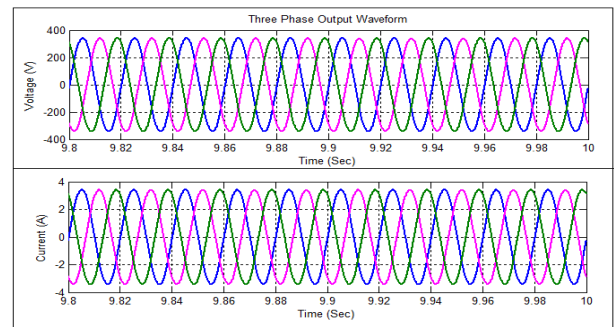 Three Phase Output Waveform
400
200
0
-200
-400
Voltage (V)
9.8 9.82 9.84 9.86 9.88 9.9 9.92 9.94 9.96 9.98 10
Time (Sec)
4
2
0
-2
-4
Current (A)
9.8 9.82 9.84 9.86 9.88 9.9 9.92 9.94 9.96 9.98 10
Time (Sec)